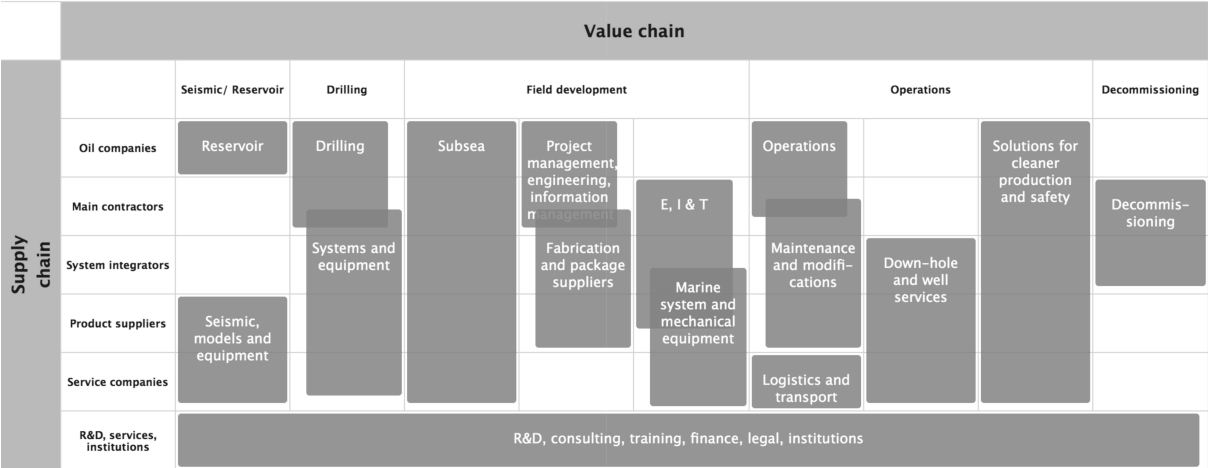 Value chain
Supply
chain
Seismic/ Reservoir
Drilling
Field development
Operations
Decommissioning
Oil companies
Reservoir
Drilling
Subsea
Project
management,
engineering,
information
management
Operations
Solutions for
cleaner
production
and safety
Main contractors
E, I & T
Decommis-
sioning
System integrators
Systems and
equipment
Fabrication
and package
suppliers
Maintenance
and modifi-
cations
Down-hole
and well
services
Product suppliers
Seismic,
models and
equipment
Marine
system and
mechanical
equipment
Service companies
Logistics and
transport
R&D, services,
institutions
R&D, consulting, training, finance, legal, institutions